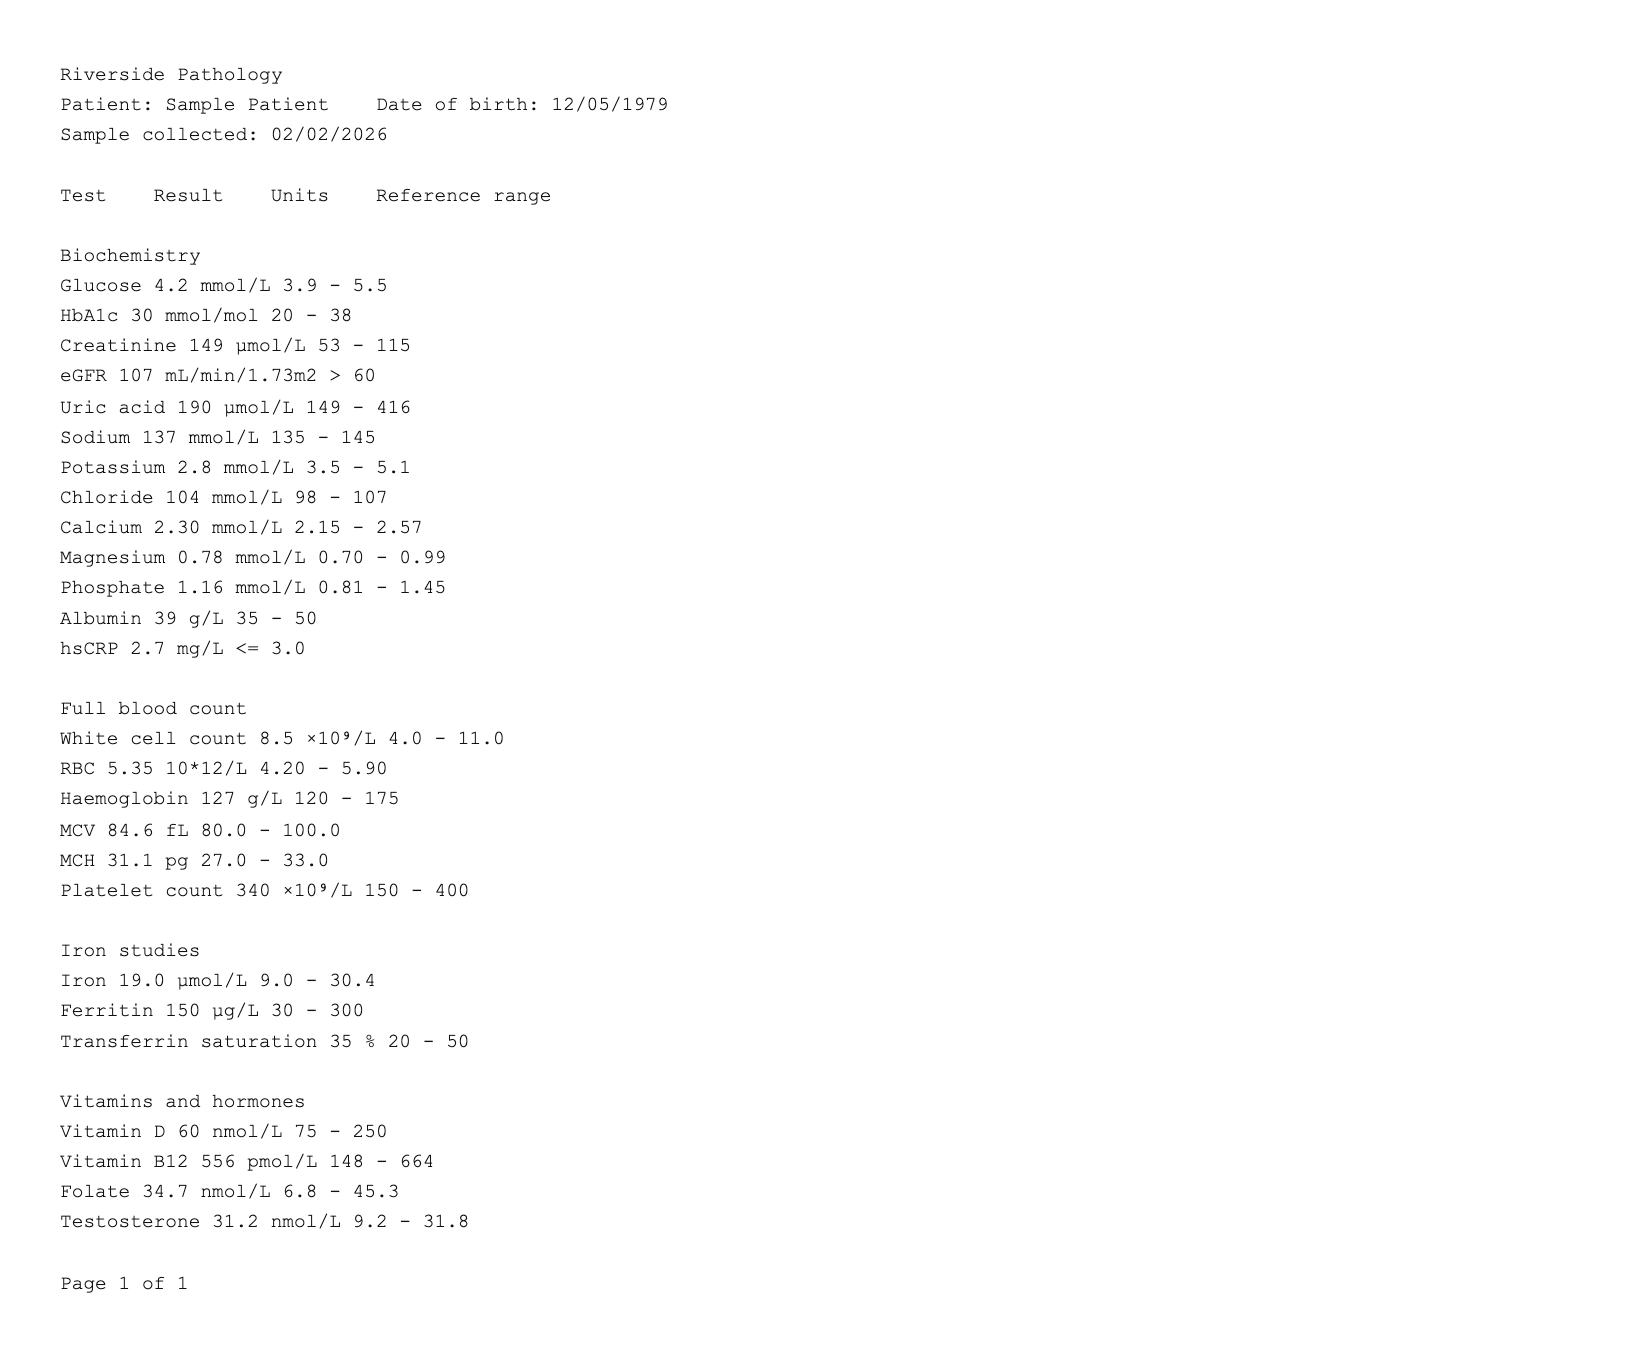 Riverside Pathology
Patient: Sample Patient    Date of birth: 12/05/1979
Sample collected: 02/02/2026

Test    Result    Units    Reference range

Biochemistry
Glucose 4.2 mmol/L 3.9 - 5.5
HbA1c 30 mmol/mol 20 - 38
Creatinine 149 µmol/L 53 - 115
eGFR 107 mL/min/1.73m2 > 60
Uric acid 190 µmol/L 149 - 416
Sodium 137 mmol/L 135 - 145
Potassium 2.8 mmol/L 3.5 - 5.1
Chloride 104 mmol/L 98 - 107
Calcium 2.30 mmol/L 2.15 - 2.57
Magnesium 0.78 mmol/L 0.70 - 0.99
Phosphate 1.16 mmol/L 0.81 - 1.45
Albumin 39 g/L 35 - 50
hsCRP 2.7 mg/L <= 3.0

Full blood count
White cell count 8.5 ×10⁹/L 4.0 - 11.0
RBC 5.35 10*12/L 4.20 - 5.90
Haemoglobin 127 g/L 120 - 175
MCV 84.6 fL 80.0 - 100.0
MCH 31.1 pg 27.0 - 33.0
Platelet count 340 ×10⁹/L 150 - 400

Iron studies
Iron 19.0 µmol/L 9.0 - 30.4
Ferritin 150 µg/L 30 - 300
Transferrin saturation 35 % 20 - 50

Vitamins and hormones
Vitamin D 60 nmol/L 75 - 250
Vitamin B12 556 pmol/L 148 - 664
Folate 34.7 nmol/L 6.8 - 45.3
Testosterone 31.2 nmol/L 9.2 - 31.8

Page 1 of 1